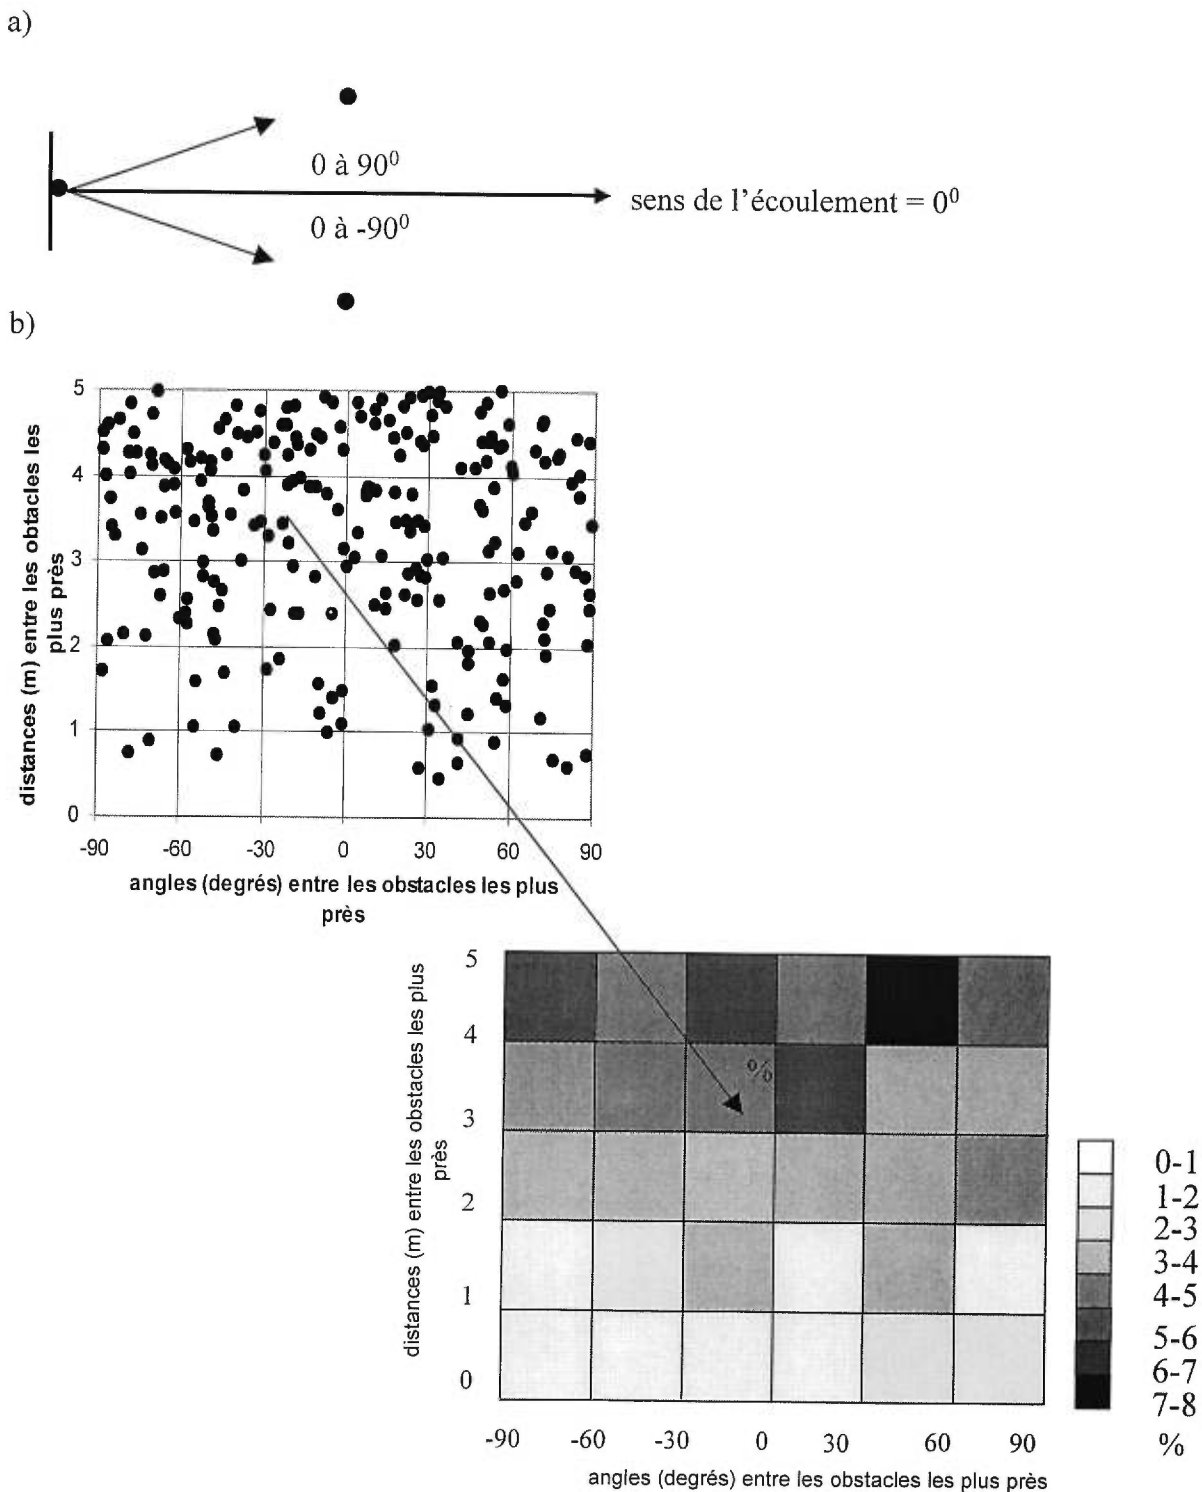 a)
0 à 90⁰
sens de l'écoulement = 0⁰
0 à -90⁰
b)
distances (m) entre les obtacles les
plus près
5
4
3
2
1
0
-90 -60 -30 0 30 60 90
angles (degrés) entre les obstacles les plus
près
distances (m) entre les obstacles les plus
près
5
4
3
2
1
0
%
-90 -60 -30 0 30 60 90
angles (degrés) entre les obstacles les plus près
0-1
1-2
2-3
3-4
4-5
5-6
6-7
7-8
%